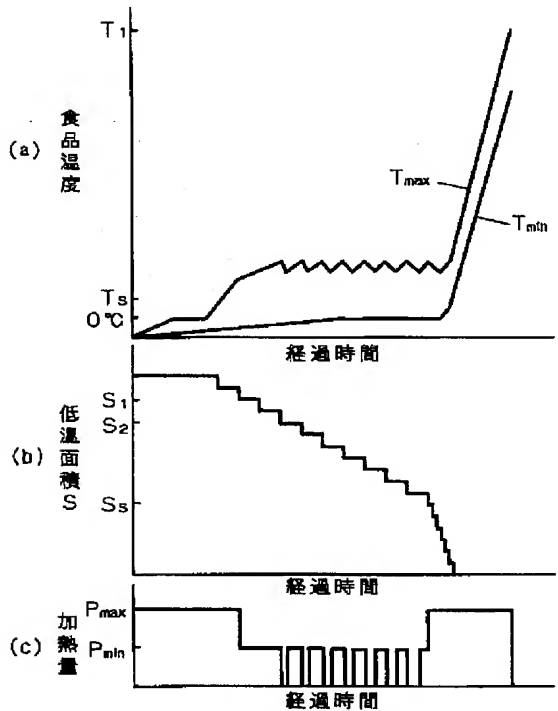 T1
(a)
食品温度
Tmax
Tmin
Ts
0℃
経過時間
(b)
低温面積S
S1
S2
Ss
経過時間
(c)
加熱量
Pmax
Pmin
経過時間